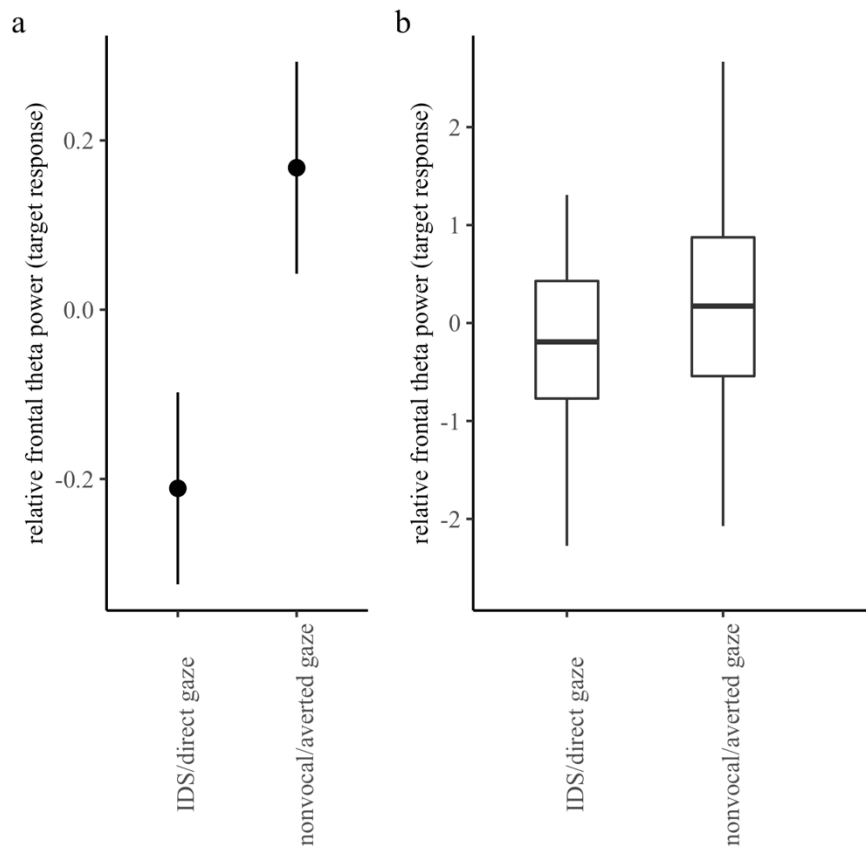 a
relative frontal theta power (target response)
0.2
0.0
-0.2
IDS/direct gaze
nonvocal/averted gaze
b
relative frontal theta power (target response)
2
1
0
-1
-2
IDS/direct gaze
nonvocal/averted gaze